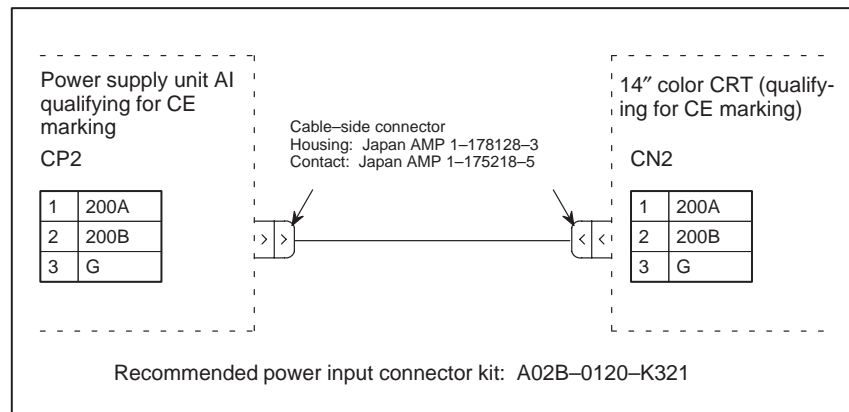 Power supply unit AI
qualifying for CE
marking
CP2
1 200A
2 200B
3 G
Cable–side connector
Housing: Japan AMP 1–178128–3
Contact: Japan AMP 1–175218–5
14″ color CRT (qualify-
ing for CE marking)
CN2
1 200A
2 200B
3 G
Recommended power input connector kit: A02B–0120–K321